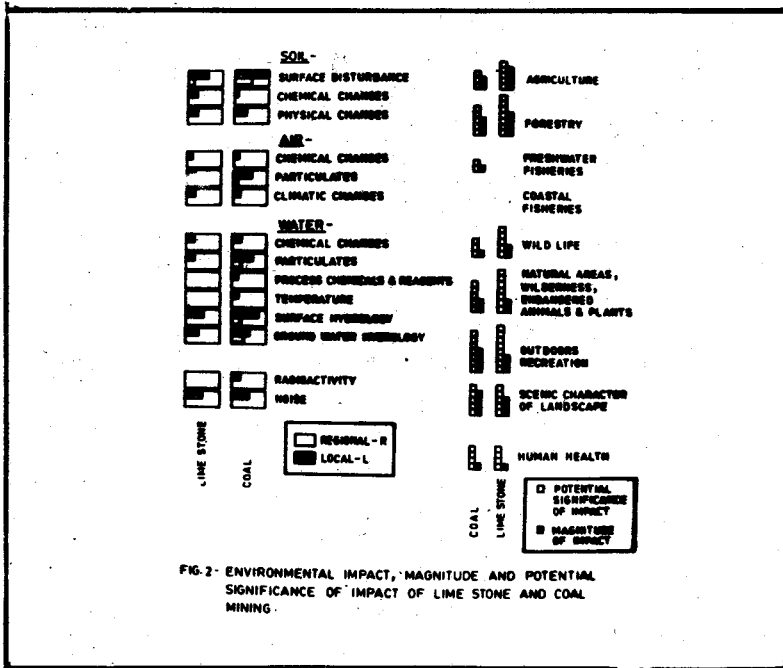 SOIL-
SURFACE DISTURBANCE
CHEMICAL CHANGES
PHYSICAL CHANGES
AIR-
CHEMICAL CHANGES
PARTICULATES
CLIMATIC CHANGES
WATER-
CHEMICAL CHANGES
PARTICULATES
PROCESS CHEMICALS & REAGENTS
TEMPERATURE
SURFACE HYDROLOGY
GROUND WATER HYDROLOGY
RADIOACTIVITY
NOISE
LIME STONE
COAL
REGIONAL-R
LOCAL-L
AGRICULTURE
FORESTRY
FRESHWATER
FISHERIES
COASTAL
FISHERIES
WILD LIFE
NATURAL AREAS,
WILDERNESS,
ENDANGERED
ANIMALS & PLANTS
OUTDOORS
RECREATION
SCENIC CHARACTER
OF LANDSCAPE
HUMAN HEALTH
COAL
LIME STONE
POTENTIAL
SIGNIFICANCE
OF IMPACT
MAGNITUDE
OF IMPACT
FIG. 2- ENVIRONMENTAL IMPACT, MAGNITUDE AND POTENTIAL
SIGNIFICANCE OF IMPACT OF LIME STONE AND COAL
MINING.